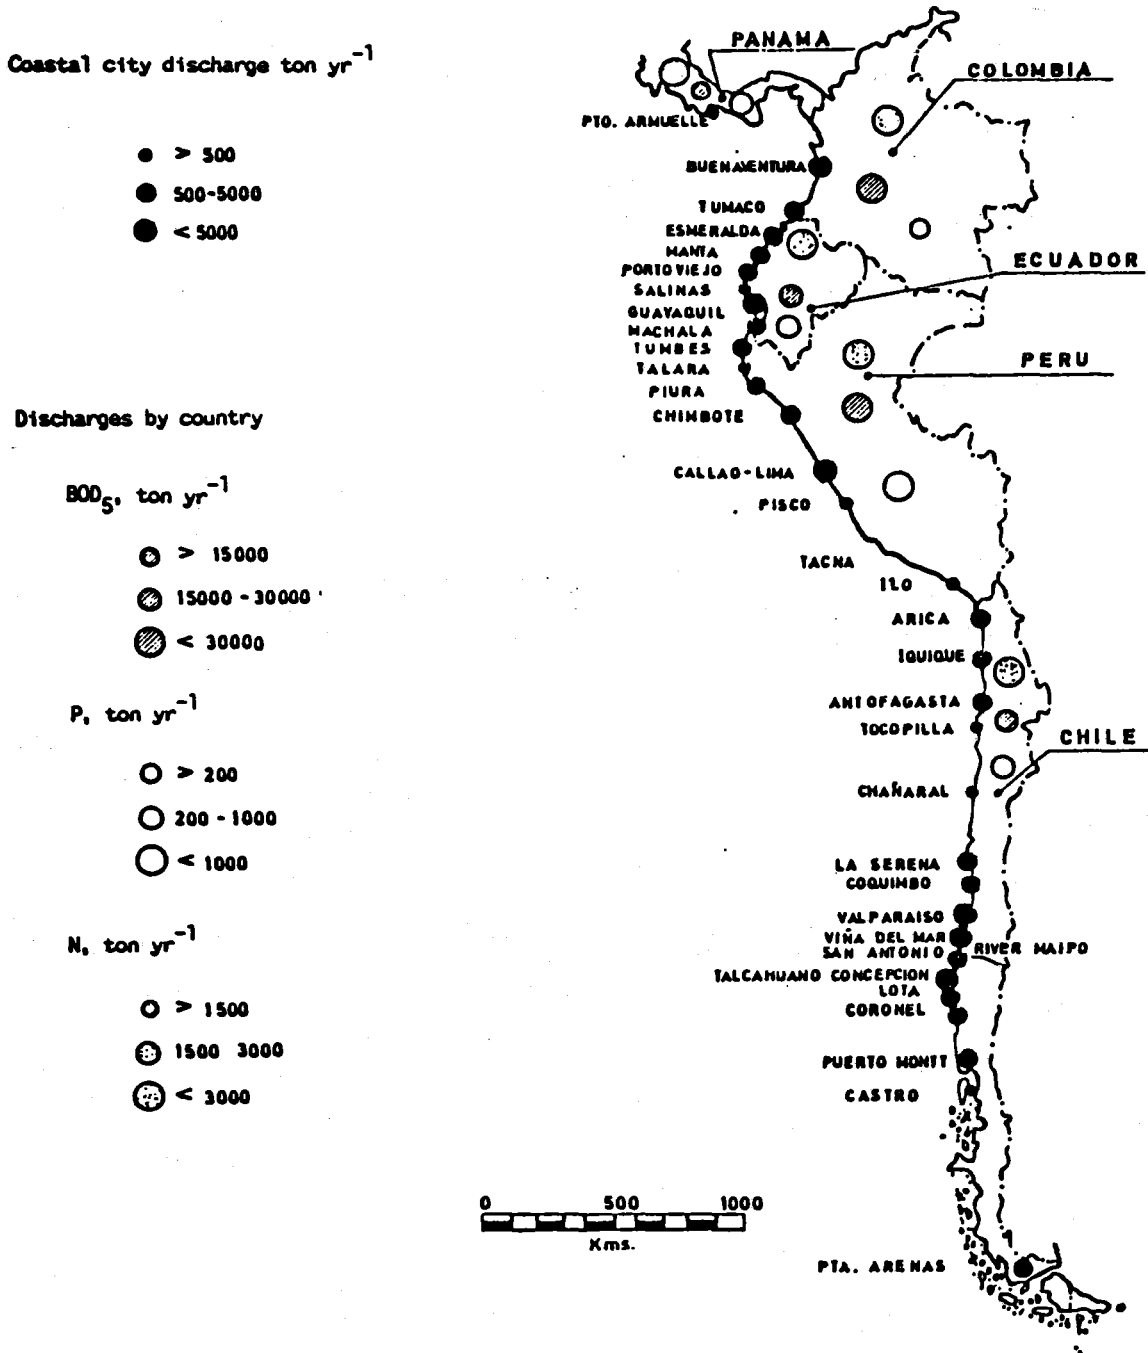 Coastal city discharge ton yr-1
> 500
500-5000
< 5000
Discharges by country
BOD5, ton yr-1
> 15000
15000-30000
< 30000
P, ton yr-1
> 200
200-1000
< 1000
N, ton yr-1
> 1500
1500 3000
< 3000
PANAMA
COLOMBIA
PTO. ARMUELLE
BUENAVENTURA
TUMACO
ESMERALDA
MANTA
ECUADOR
PORTOVIEJO
SALINAS
GUAYAQUIL
MACHALA
TUMBES
PERU
TALARA
PIURA
CHIMBOTE
CALLAO-LIMA
PISCO
TACNA
ILO
ARICA
IQUIQUE
ANTOFAGASTA
TOCOPILLA
CHILE
CHAÑARAL
LA SERENA
COQUIMBO
VALPARAISO
VIÑA DEL MAR
SAN ANTONIO
RIVER MAIPO
TALCAHUANO CONCEPCION
LOTA
CORONEL
PUERTO MONTT
CASTRO
0 500 1000
Kms.
PTA. ARENAS